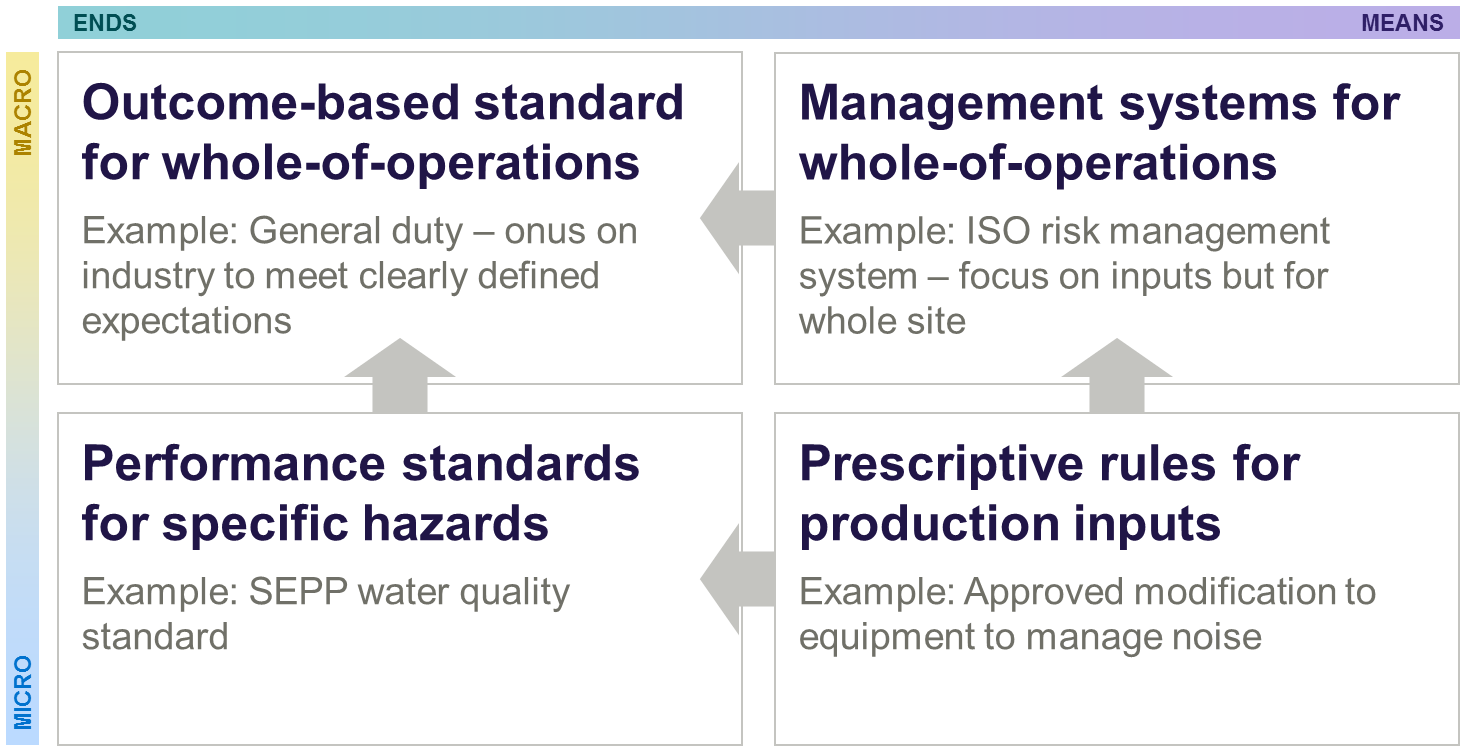 ENDS
MEANS
MACRO
Outcome-based standard
for whole-of-operations
Example: General duty – onus on
industry to meet clearly defined
expectations
Management systems for
whole-of-operations
Example: ISO risk management
system – focus on inputs but for
whole site
MICRO
Performance standards
for specific hazards
Example: SEPP water quality
standard
Prescriptive rules for
production inputs
Example: Approved modification to
equipment to manage noise